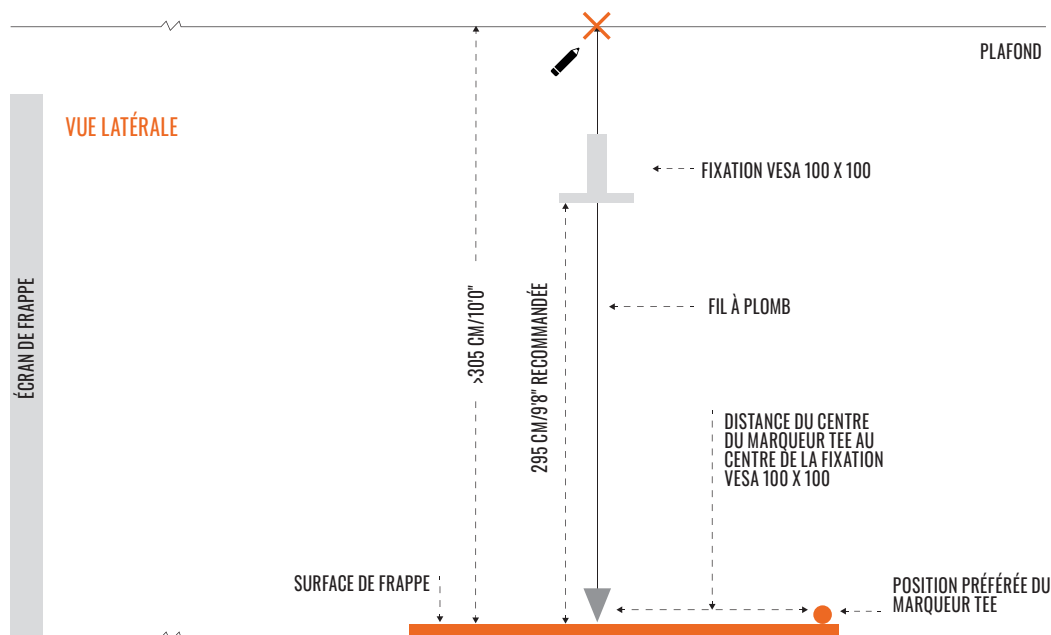 PLAFOND
VUE LATÉRALE
FIXATION VESA 100 X 100
ÉCRAN DE FRAPPE
>305 CM/10'0"
295 CM/9'8" RECOMMANDÉE
FIL À PLOMB
DISTANCE DU CENTRE
DU MARQUEUR TEE AU
CENTRE DE LA FIXATION
VESA 100 X 100
SURFACE DE FRAPPE
POSITION PRÉFÉRÉE DU
MARQUEUR TEE